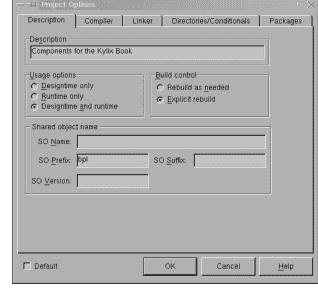 Project Options
Description Compiler Linker Directories/Conditionals Packages
Description
Components for the Kylix Book
Usage options
Designtime only
Runtime only
Designtime and runtime
Build control
Rebuild as needed
Explicit rebuild
Shared object name
SO Name:
SO Prefix: bpl SO Suffix:
SO Version:
Default OK Cancel Help